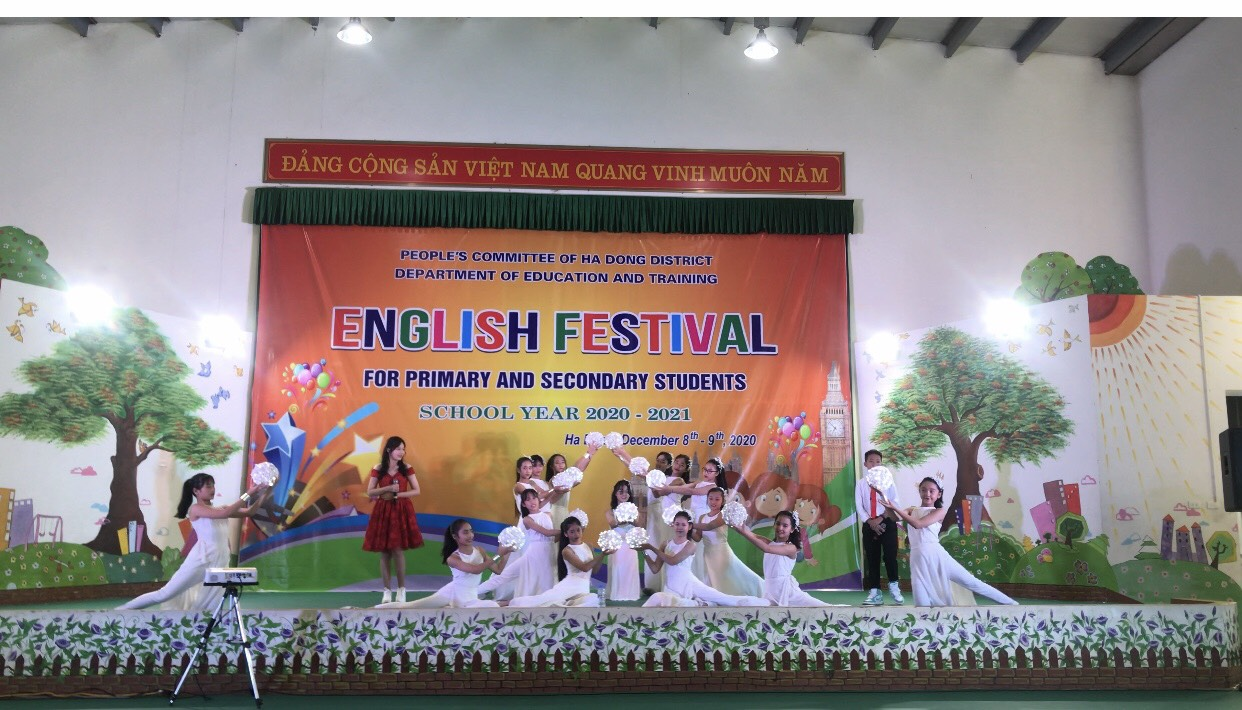 ĐẢNG CỘNG SẢN VIỆT NAM QUANG VINH MUÔN NĂM
PEOPLE'S COMMITTEE OF HA DONG DISTRICT
DEPARTMENT OF EDUCATION AND TRAINING
ENGLISH FESTIVAL
FOR PRIMARY AND SECONDARY STUDENTS
SCHOOL YEAR 2020 - 2021
Ha December 8th - 9th, 2020